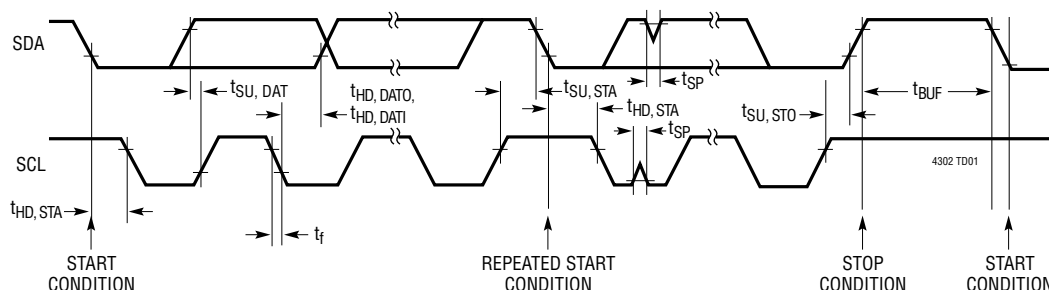 SDA
tSU, DAT
tHD, DATO,
tHD, DATI
tSU, STA
tHD, STA
tSP
tSP
tSU, STO
tBUF
SCL
4302 TD01
tHD, STA
tf
START
CONDITION
REPEATED START
CONDITION
STOP
CONDITION
START
CONDITION